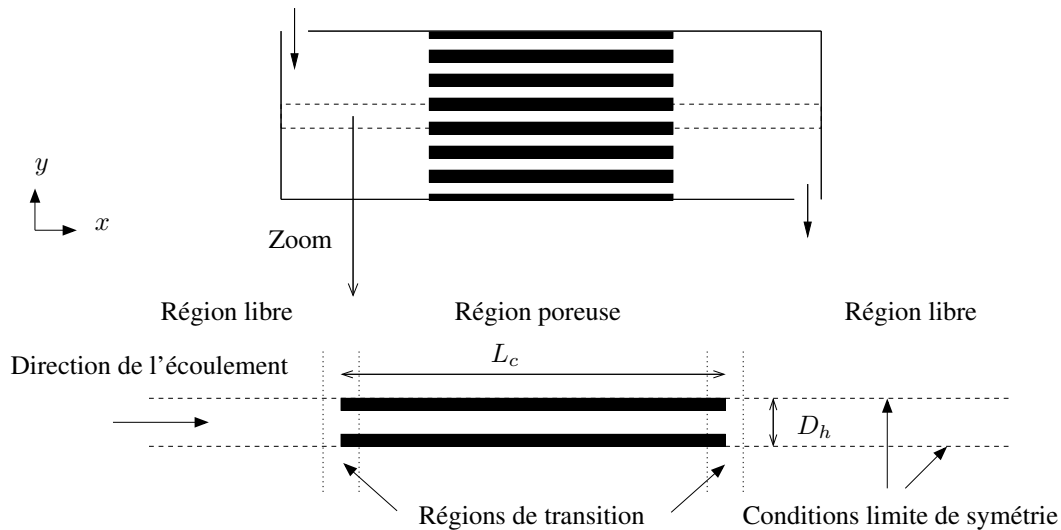 y
x
Zoom
Région libre
Région poreuse
Région libre
Direction de l'écoulement
L_c
D_h
Régions de transition
Conditions limite de symétrie